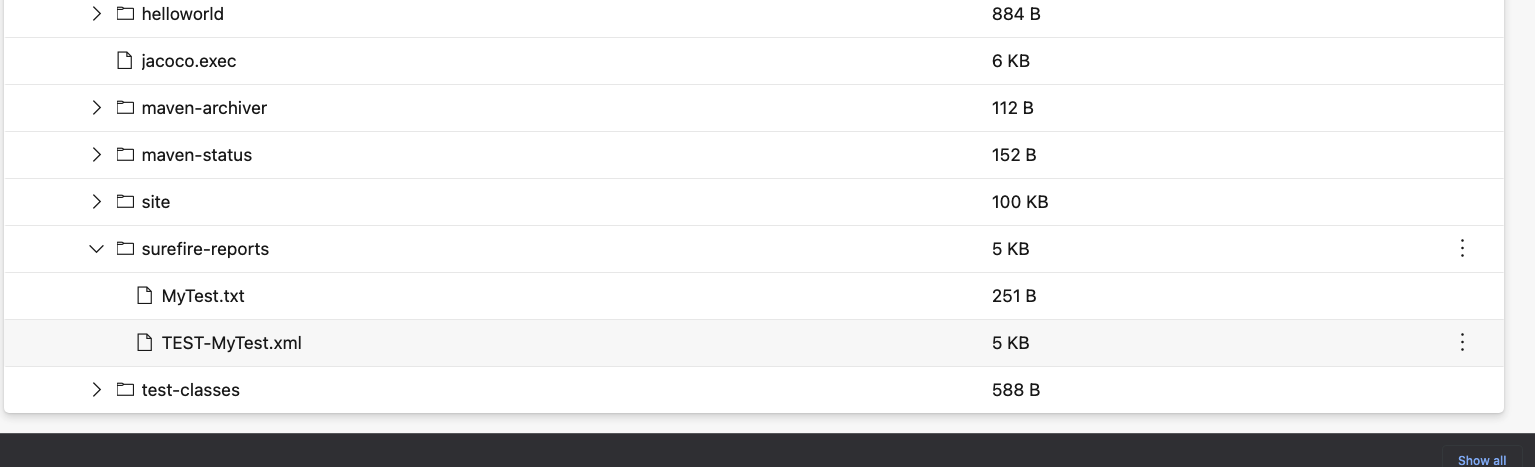 helloworld 884 B
jacoco.exec 6 KB
maven-archiver 112 B
maven-status 152 B
site 100 KB
surefire-reports 5 KB
MyTest.txt 251 B
TEST-MyTest.xml 5 KB
test-classes 588 B
Show all